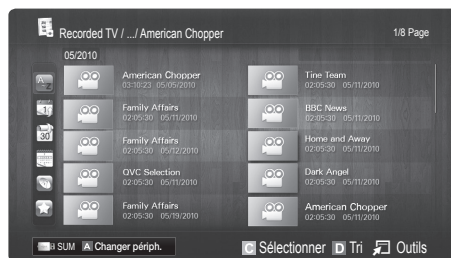 Recorded TV / .../ American Chopper 1/8 Page
05/2010
American Chopper
03:10:23 05/05/2010
Tine Team
02:05:30 05/11/2010
Family Affairs
02:05:30 05/11/2010
BBC News
02:05:30 05/11/2010
Family Affairs
02:05:30 05/12/2010
Home and Away
02:05:30 05/11/2010
QVC Selection
02:05:30 05/11/2010
Dark Angel
02:05:30 05/11/2010
Family Affairs
02:05:30 05/19/2010
American Chopper
02:05:30 05/11/2010
SUM A Changer périph. C Sélectionner D Tri Outils